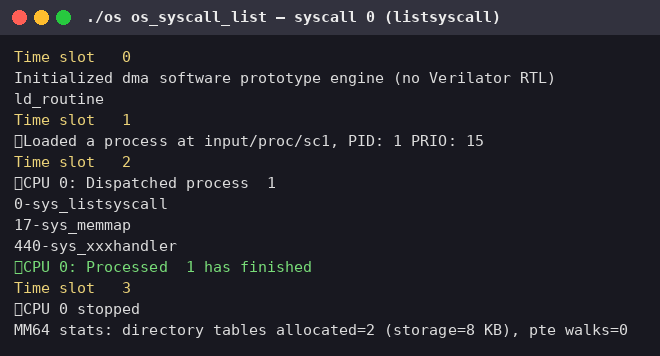 ./os os_syscall_list — syscall 0 (listsyscall)
Time slot   0
Initialized dma software prototype engine (no Verilator RTL)
ld_routine
Time slot   1
Loaded a process at input/proc/sc1, PID: 1 PRIO: 15
Time slot   2
CPU 0: Dispatched process  1
0-sys_listsyscall
17-sys_memmap
440-sys_xxxhandler
CPU 0: Processed  1 has finished
Time slot   3
CPU 0 stopped
MM64 stats: directory tables allocated=2 (storage=8 KB), pte walks=0